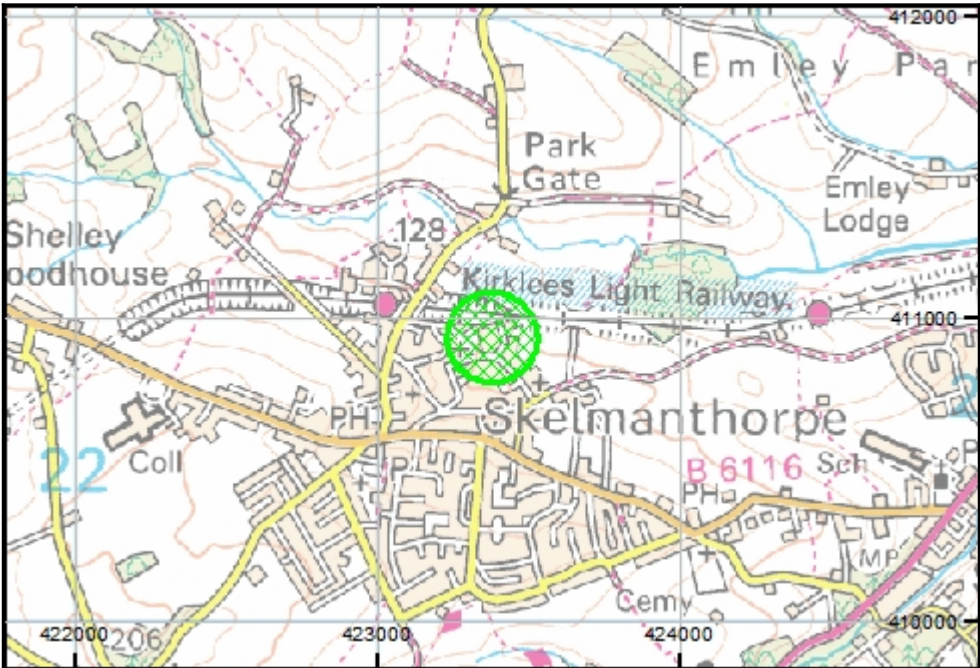 412000
Emley Par
Park
Gate
Emley
Lodge
128
Shelley
oodhouse
Kirklees Light Railway
411000
PH
Skelmanthorpe
22
Coll
B 6116
Sch
PH
MP
Cemy
206
422000
423000
424000
410000